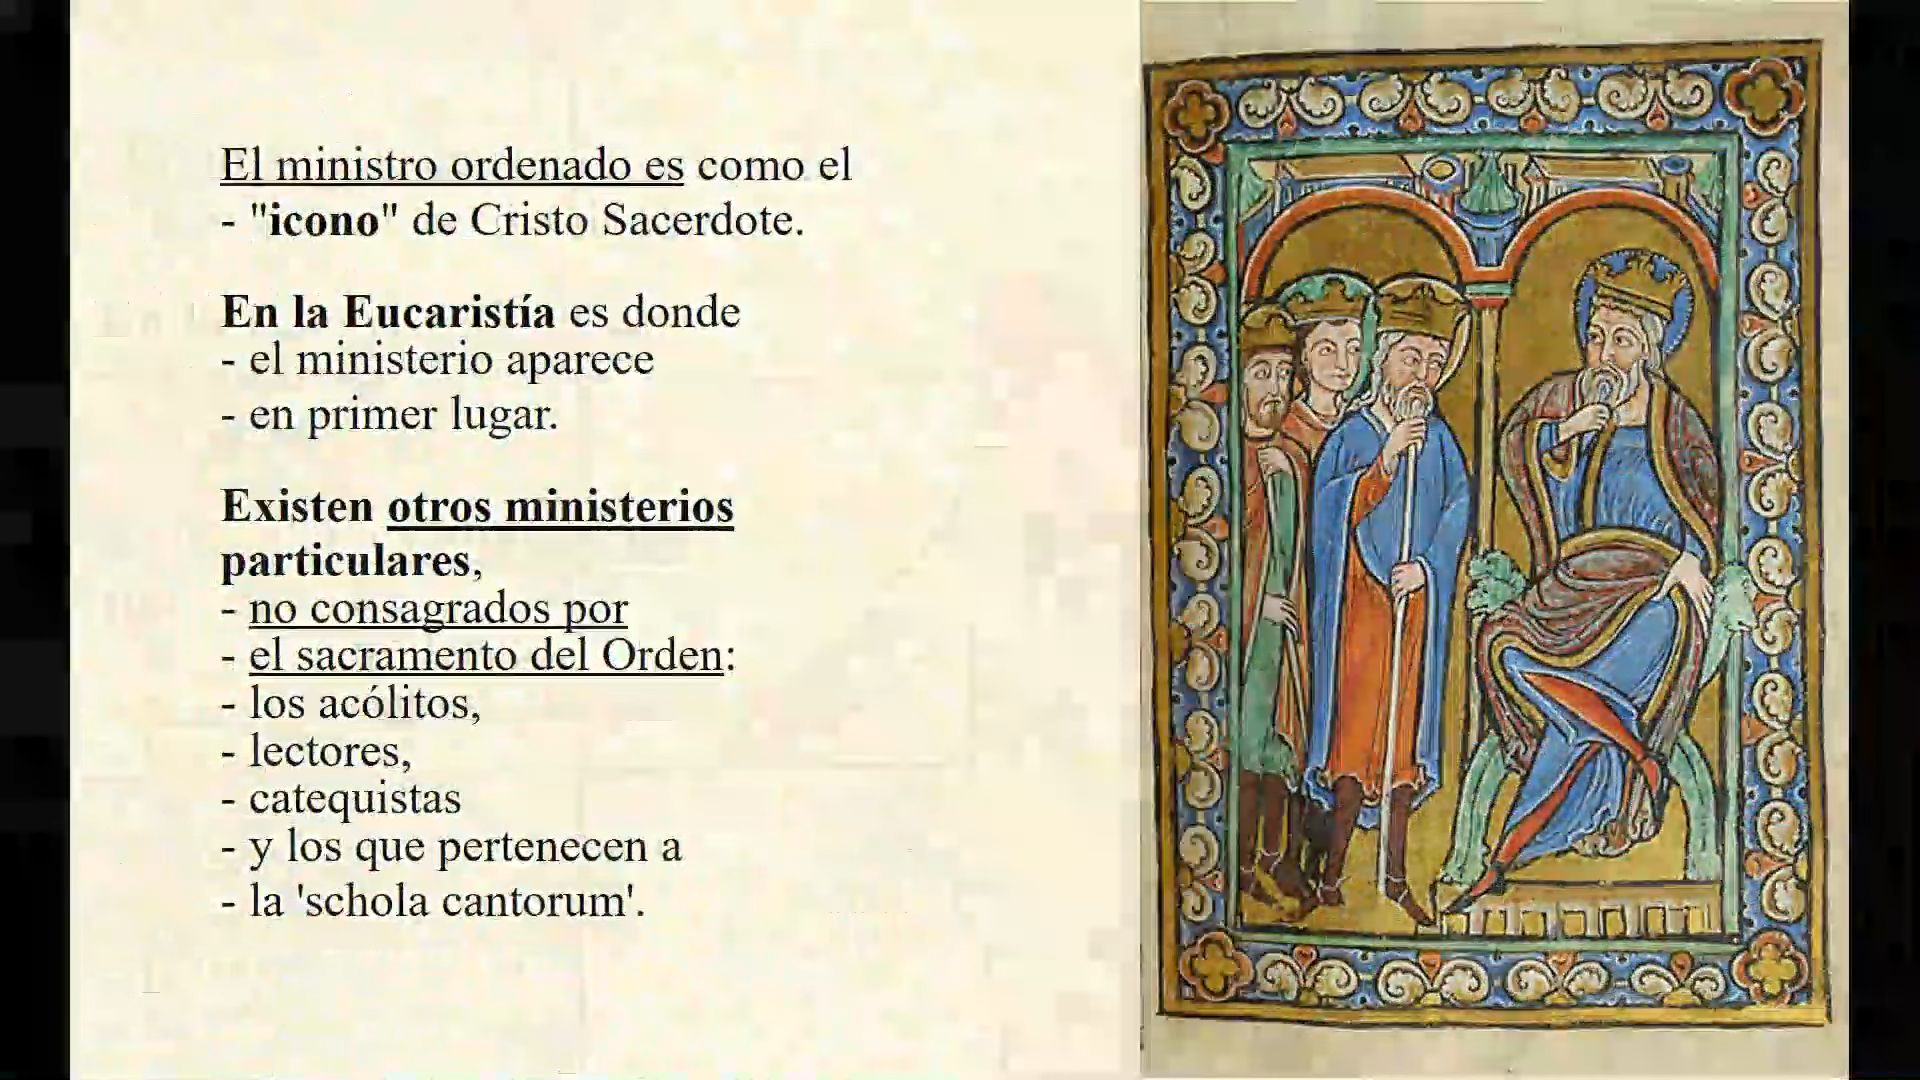 El ministro ordenado es como el
- "icono" de Cristo Sacerdote.
En la Eucaristía es donde
- el ministerio aparece
- en primer lugar.
Existen otros ministerios
particulares,
- no consagrados por
- el sacramento del Orden:
- los acólitos,
- lectores,
- catequistas
- y los que pertenecen a
- la 'schola cantorum'.